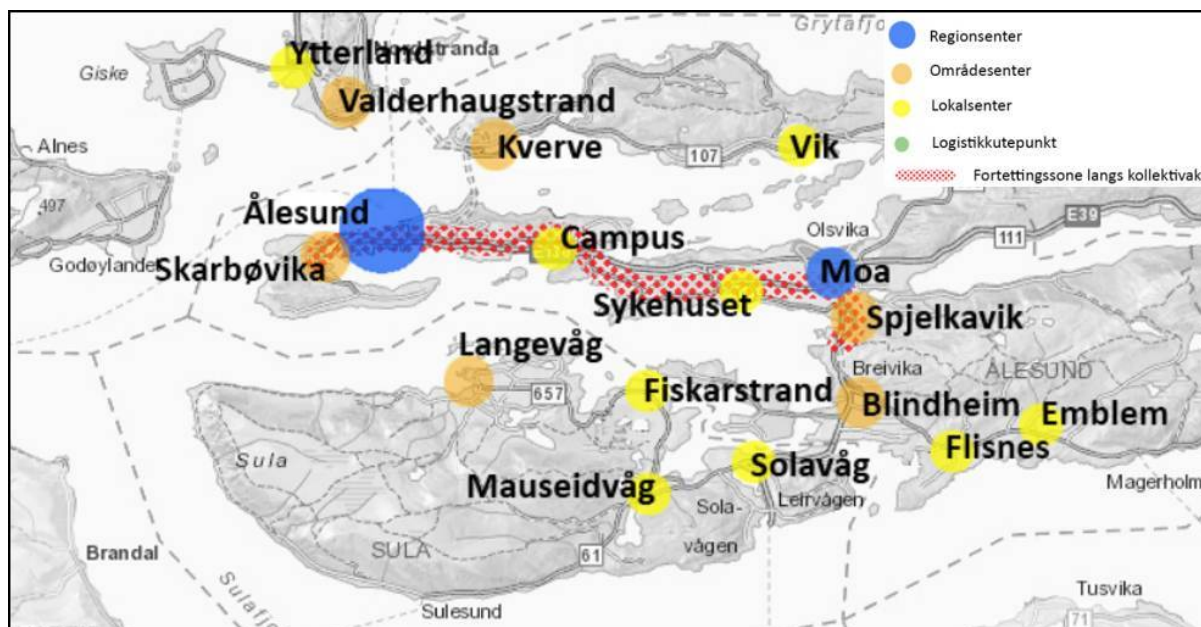 Grytafjo
Regionsenter
Områdesenter
Lokalsenter
Logistikkutepunkt
Fortettingssone langs kollektivak
Nordstranda
Ytterland
Giske
Valderhaugstrand
Alnes
Kverve
107
Vik
497
Ålesund
Olsvika
E39
111
Campus
Godøylandet
Skarbøvika
Moa
Sykehuset
Spjelkavik
Langevåg
Breivika
ÅLESUND
657
Fiskarstrand
Blindheim
Emblem
Flisnes
Sula
Solavåg
Mauseidvåg
Leirvågen
Magerholm
Sola-
vågen
SULA
61
Brandal
Sulafjo
Sulesund
Tusvika
71